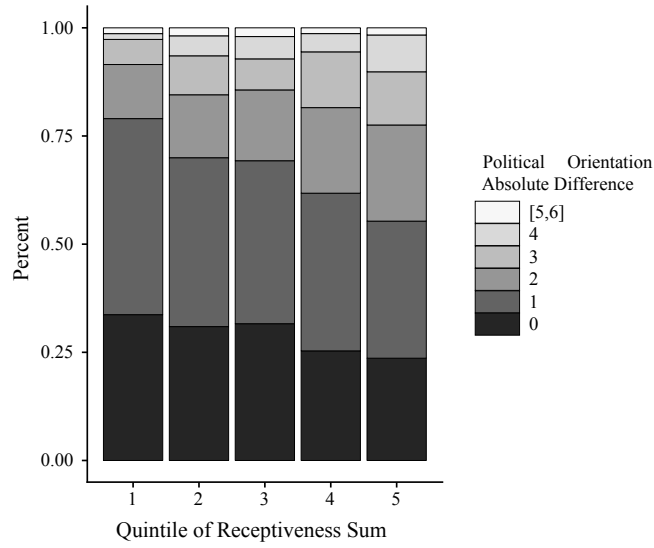 1.00
0.75
0.50
0.25
0.00
Percent
1 2 3 4 5
Quintile of Receptiveness Sum
Political Orientation
Absolute Difference
[5,6]
4
3
2
1
0